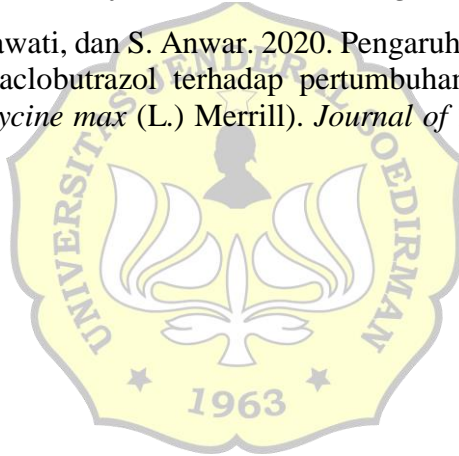 awati, dan S. Anwar. 2020. Pengaruh
aclobutrazol terhadap pertumbuhan
ycine max (L.) Merrill). Journal of
UNIVERSITAS JENDERAL SOEDIRMAN
1963